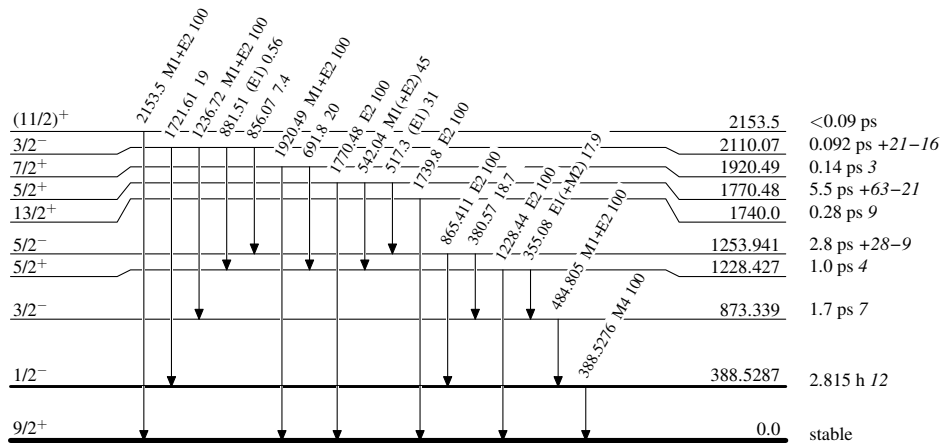 2153.5 M1+E2 100
1721.61 19
1236.72 M1+E2 100
881.51 (E1) 0.56
856.07 7.4
1920.49 M1+E2 100
691.8 20
1770.48 E2 100
542.04 M1(+E2) 45
517.3 (E1) 31
1739.8 E2 100
865.411 E2 100
380.57 18.7
1228.44 E2 100
355.08 E1(+M2) 17.9
484.805 M1+E2 100
388.5276 M4 100
(11/2)⁺ 2153.5 <0.09 ps
3/2⁻ 2110.07 0.092 ps +21−16
7/2⁺ 1920.49 0.14 ps 3
5/2⁺ 1770.48 5.5 ps +63−21
13/2⁺ 1740.0 0.28 ps 9
5/2⁻ 1253.941 2.8 ps +28−9
5/2⁺ 1228.427 1.0 ps 4
3/2⁻ 873.339 1.7 ps 7
1/2⁻ 388.5287 2.815 h 12
9/2⁺ 0.0 stable